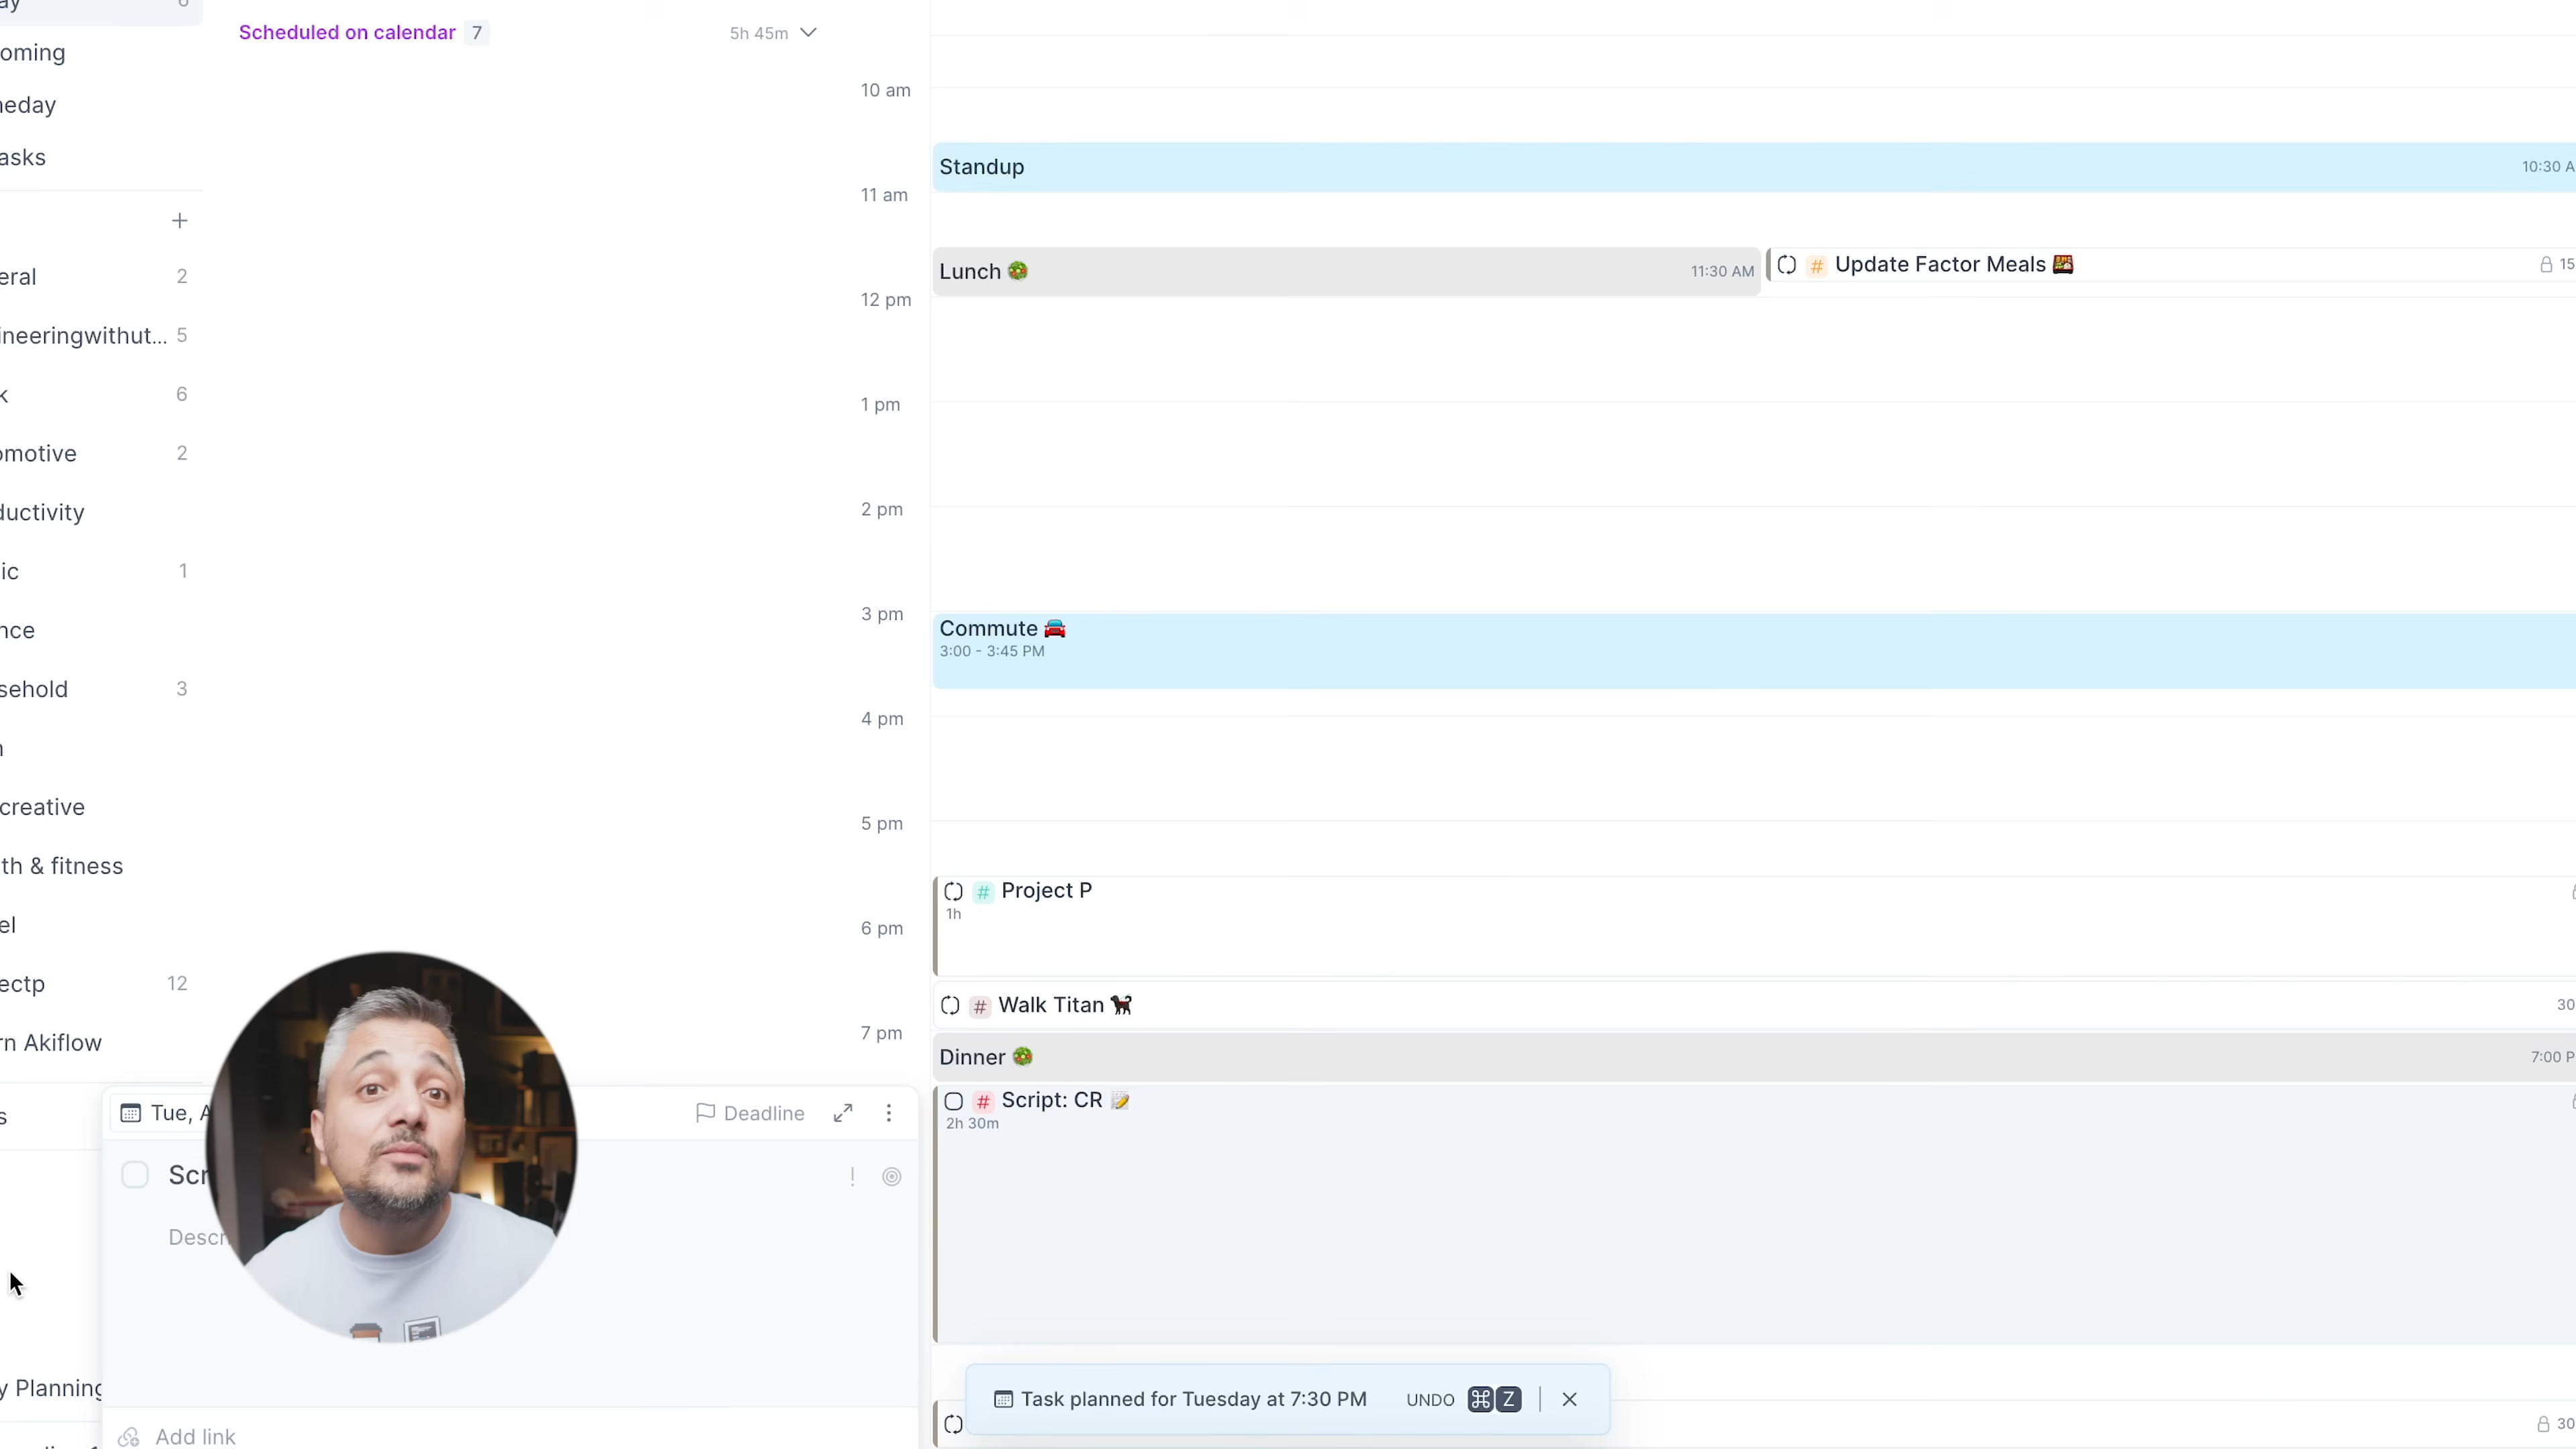 ay 6
oming
neday
asks
eral 2
ineeringwithut... 5
k 6
omotive 2
ductivity
ic 1
nce
sehold 3
creative
th & fitness
el
ectp 12
rn Akiflow
s
y Planning
Scheduled on calendar 7 5h 45m
10 am
11 am
12 pm
1 pm
2 pm
3 pm
4 pm
5 pm
6 pm
7 pm
Standup 10:30 A
Lunch 11:30 AM
# Update Factor Meals 15
Commute
3:00 - 3:45 PM
# Project P
1h
# Walk Titan 30
Dinner 7:00 P
# Script: CR
2h 30m
30
Tue, A Deadline
Scr !
Descr
Add link
Task planned for Tuesday at 7:30 PM UNDO ⌘ Z